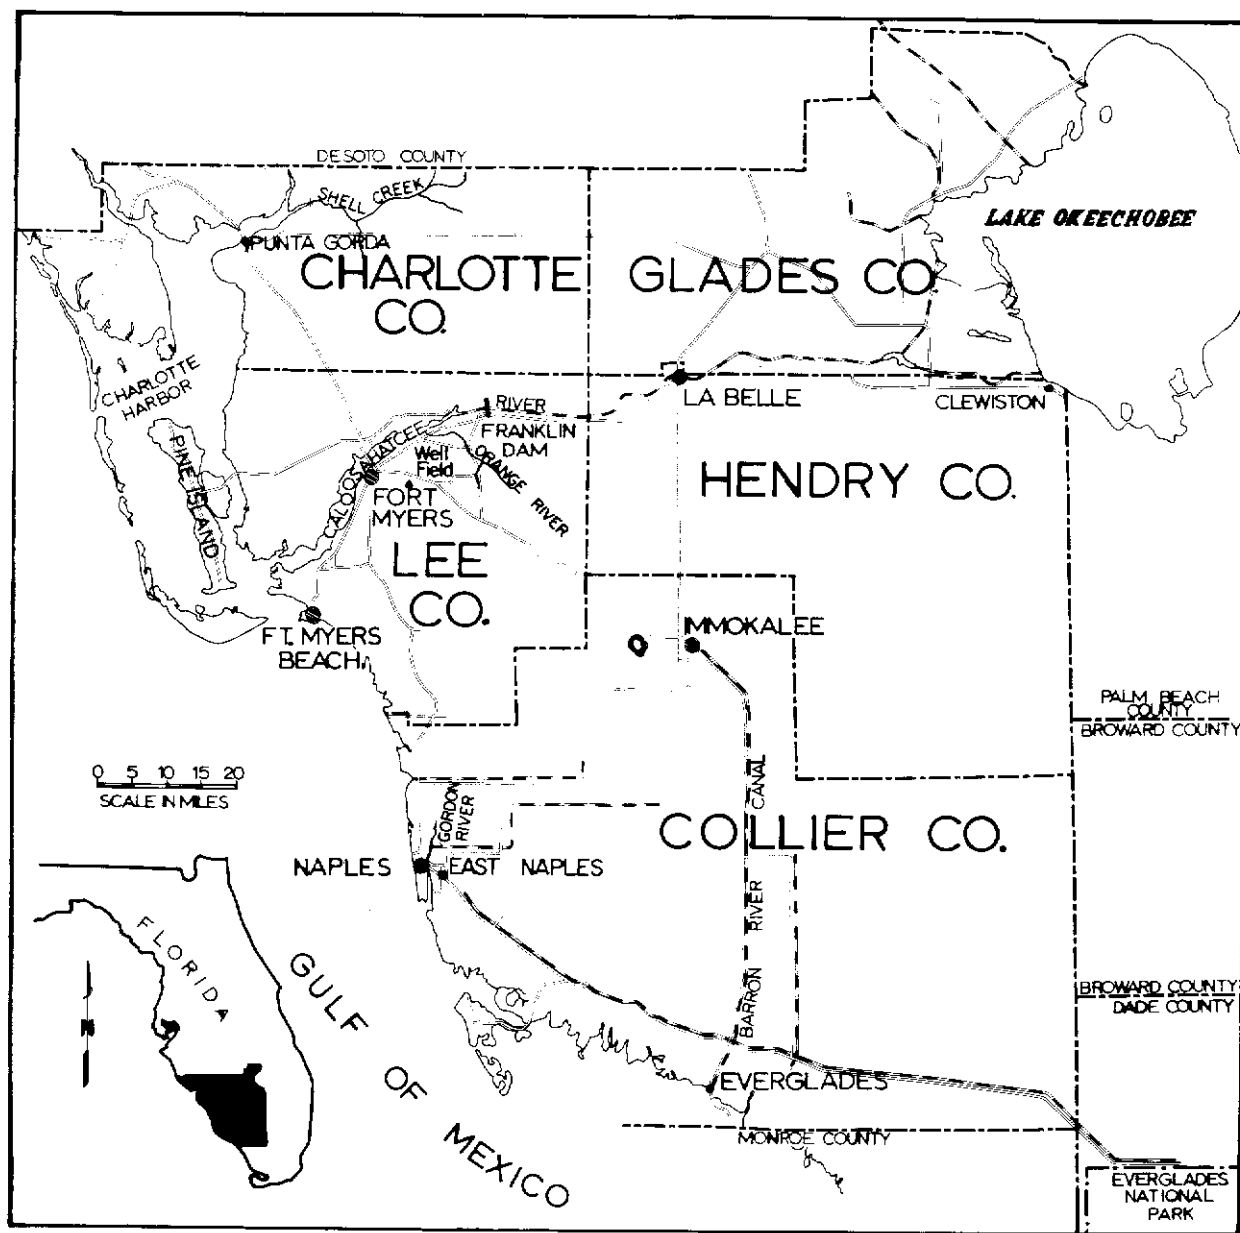 DESOTO COUNTY
SHELL CREEK
LAKE OKEECHOBEE
PUNTA GORDA
CHARLOTTE
CO.
GLADES CO.
CHARLOTTE
HARBOR
LA BELLE
CLEWISTON
RIVER
FRANKLIN
DAM
CALOOSAHATCEE
Well
Field
ORANGE RIVER
PINE ISLAND
HENDRY CO.
FORT
MYERS
LEE
CO.
FT. MYERS
BEACH
IMMOKALEE
PALM BEACH
COUNTY
BROWARD COUNTY
0 5 10 15 20
SCALE IN MILES
GORDON
RIVER
BARRON RIVER CANAL
COLLIER CO.
NAPLES
EAST NAPLES
FLORIDA
N
GULF OF MEXICO
BROWARD COUNTY
DADE COUNTY
EVERGLADES
MONROE COUNTY
EVERGLADES
NATIONAL
PARK